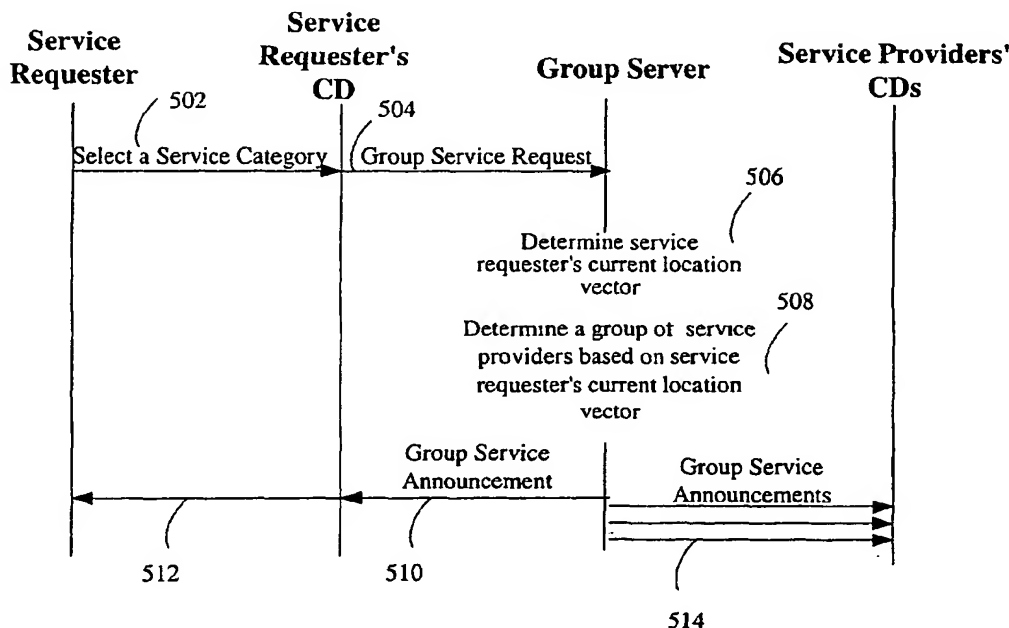 Service
Requester
Service
Requester's
CD
Group Server
Service Providers'
CDs
502
504
Select a Service Category
Group Service Request
506
Determine service
requester's current location
vector
508
Determine a group of service
providers based on service
requester's current location
vector
Group Service
Announcement
Group Service
Announcements
512
510
514